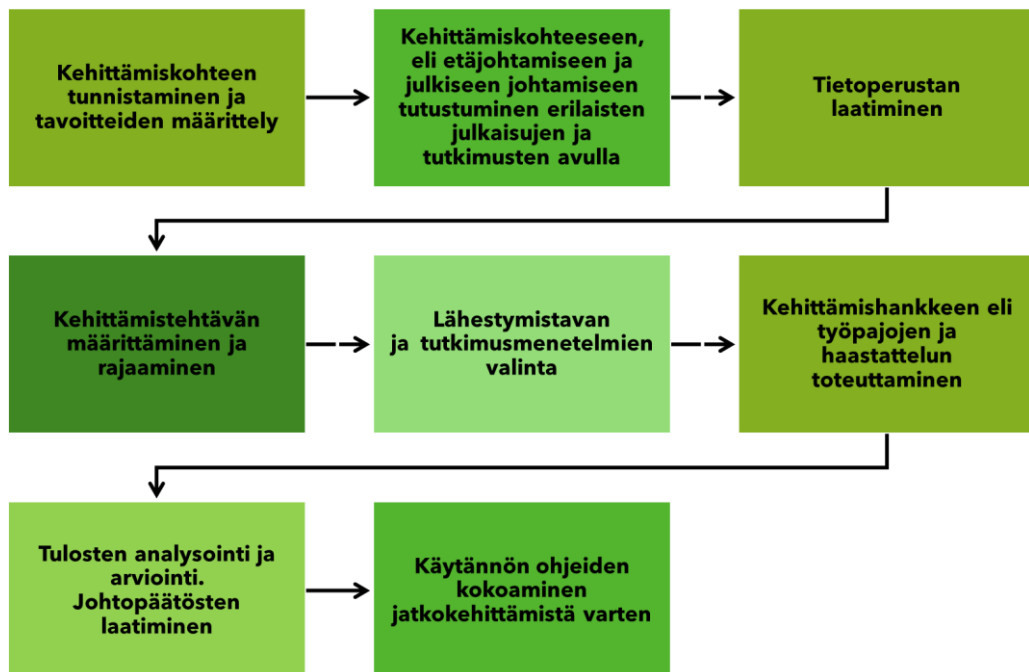 Kehittämiskohteen
tunnistaminen ja
tavoitteiden määrittely
Kehittämiskohteeseen,
eli etäjohtamiseen ja
julkiseen johtamiseen
tutustuminen erilaisten
julkaisujen ja
tutkimusten avulla
Tietoperustan
laatiminen
Kehittämistehtävän
määrittäminen ja
rajaaminen
Lähestymistavan
ja tutkimusmenetelmien
valinta
Kehittämishankkeen eli
työpajojen ja
haastattelun
toteuttaminen
Tulosten analysointi ja
arviointi.
Johtopäätösten
laatiminen
Käytännön ohjeiden
kokoaminen
jatkokehittämistä varten